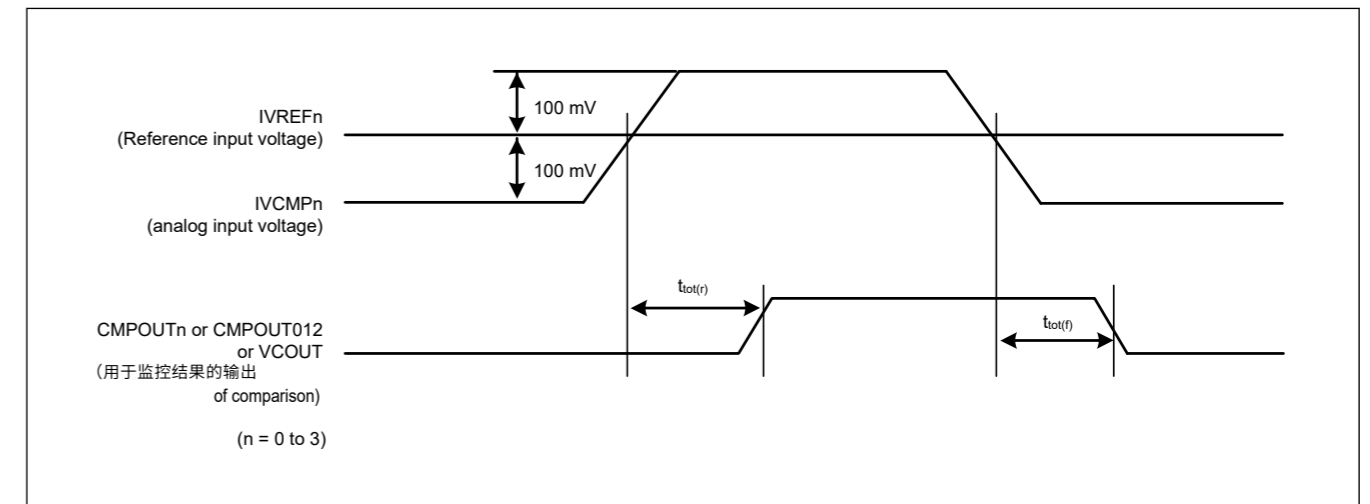 100 mV
IVREFn
(Reference input voltage)
100 mV
IVCMPn
(analog input voltage)
ttot(r)
ttot(f)
CMPOUTn or CMPOUT012
or VCOUT
（用于监控结果的输出
of comparison)
(n = 0 to 3)